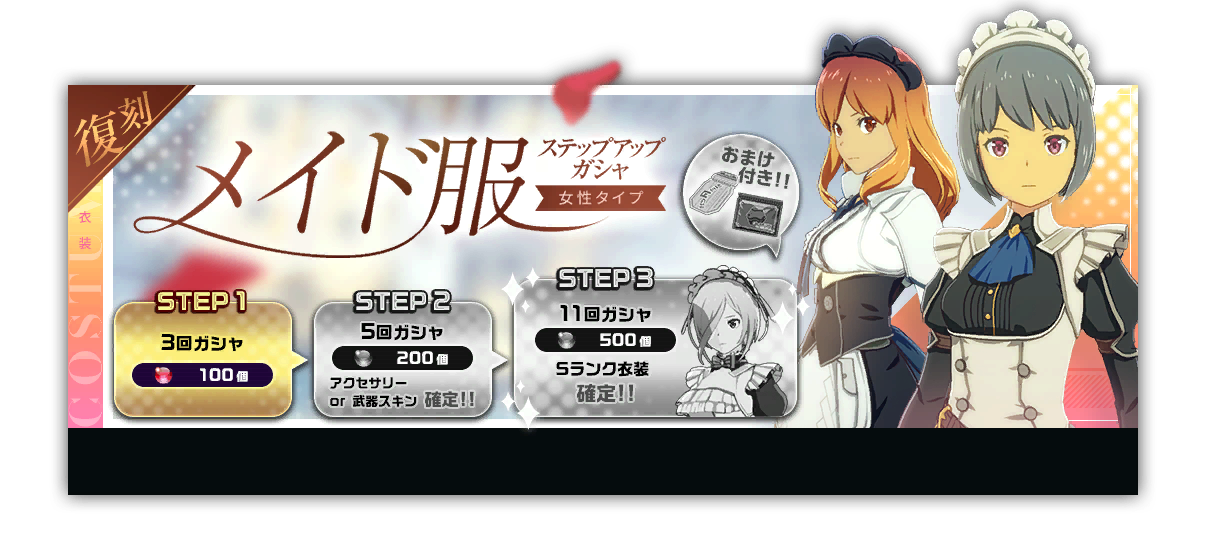 復刻
衣装
COSTU
メイド服
ステップアップ
ガシャ
女性タイプ
おまけ
付き!!
STEP 1
3回ガシャ
100個
STEP 2
5回ガシャ
200個
アクセサリー
or 武器スキン 確定!!
STEP 3
11回ガシャ
500個
Sランク衣装
確定!!